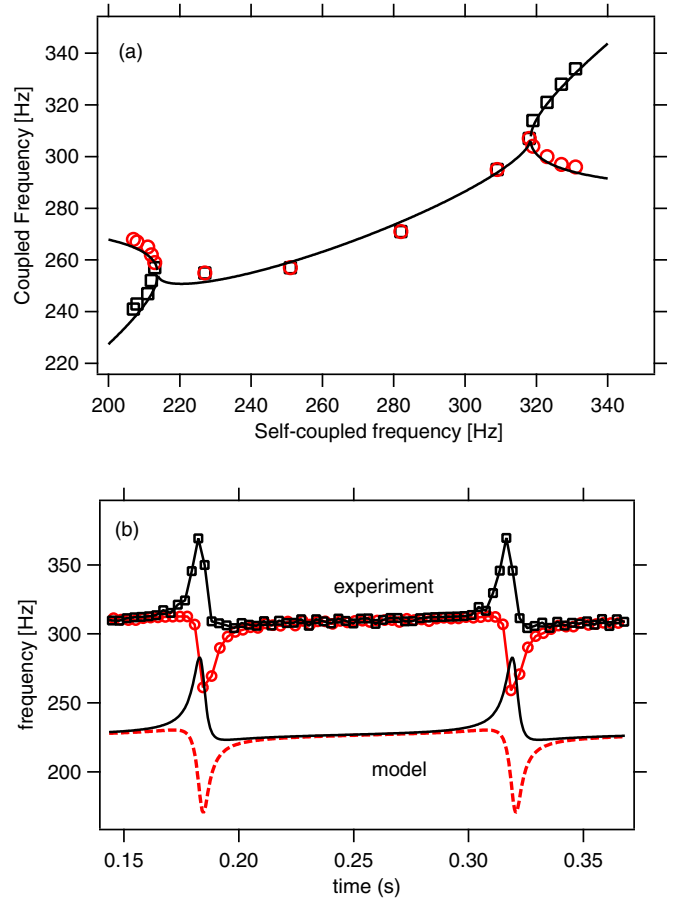 (a)
Coupled Frequency [Hz]
340
320
300
280
260
240
220
200 220 240 260 280 300 320 340
Self-coupled frequency [Hz]
(b)
frequency [Hz]
350
300
250
200
experiment
model
0.15 0.20 0.25 0.30 0.35
time (s)